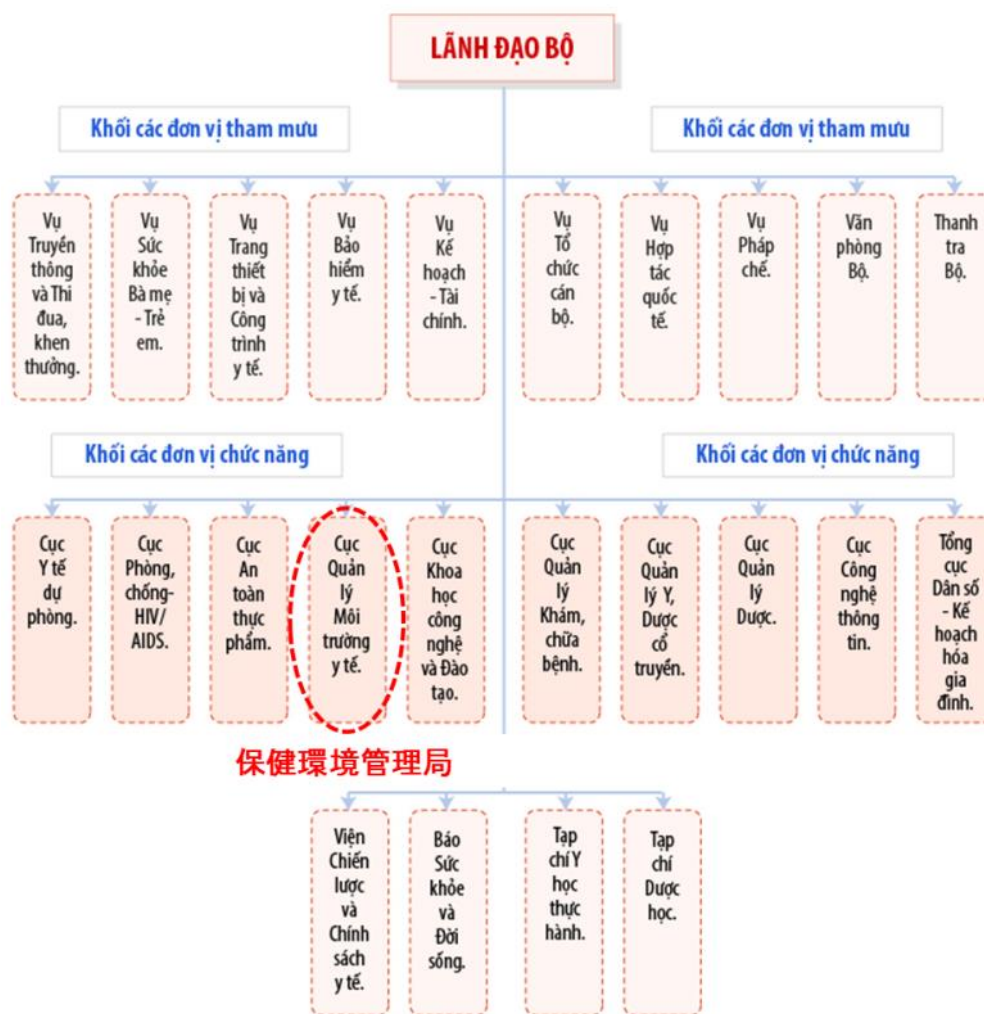 LÃNH ĐẠO BỘ
Khối các đơn vị tham mưu
Khối các đơn vị tham mưu
Vụ
Truyền
thông
và Thi
đua,
khen
thưởng.
Vụ
Sức
khỏe
Bà mẹ
- Trẻ
em.
Vụ
Trang
thiết
bị và
Công
trình
y tế.
Vụ
Bảo
hiểm
y tế.
Vụ
Kế
hoạch
- Tài
chính.
Vụ
Tổ
chức
cán
bộ.
Vụ
Hợp
tác
quốc
tế.
Vụ
Pháp
chế.
Văn
phòng
Bộ.
Thanh
tra
Bộ.
Khối các đơn vị chức năng
Khối các đơn vị chức năng
Cục
Y tế
dự
phòng.
Cục
Phòng,
chống-
HIV/
AIDS.
Cục
An
toàn
thực
phẩm.
Cục
Quản
lý
Môi
trường
y tế.
Cục
Khoa
học
công
nghệ
và Đào
tạo.
Cục
Quản
lý
Khám,
chữa
bệnh.
Cục
Quản
lý Y,
Dược
cổ
truyền.
Cục
Quản
lý
Dược.
Cục
Công
nghệ
thông
tin.
Tổng
cục
Dân số
- Kế
hoạch
hóa
gia
đình.
保健環境管理局
Viện
Chiến
lược
và
Chính
sách
y tế.
Báo
Sức
khỏe
và
Đời
sống.
Tạp
chí Y
học
thực
hành.
Tạp
chí
Dược
học.